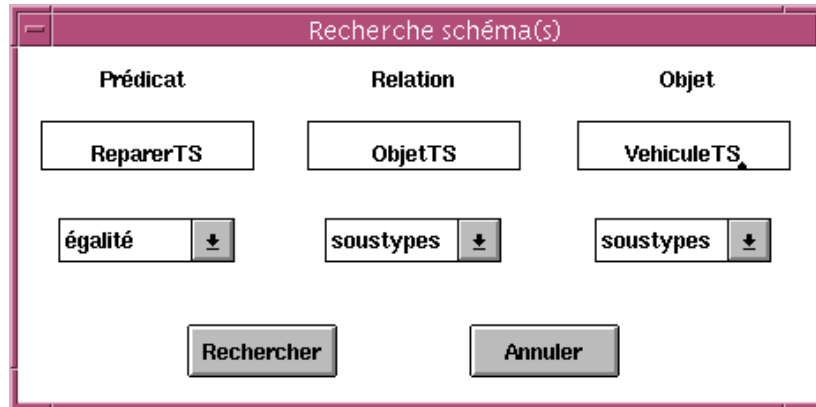 Recherche schéma(s)
Prédicat Relation Objet
ReparerTS ObjetTS VehiculeTS
égalité soustypes soustypes
Rechercher Annuler